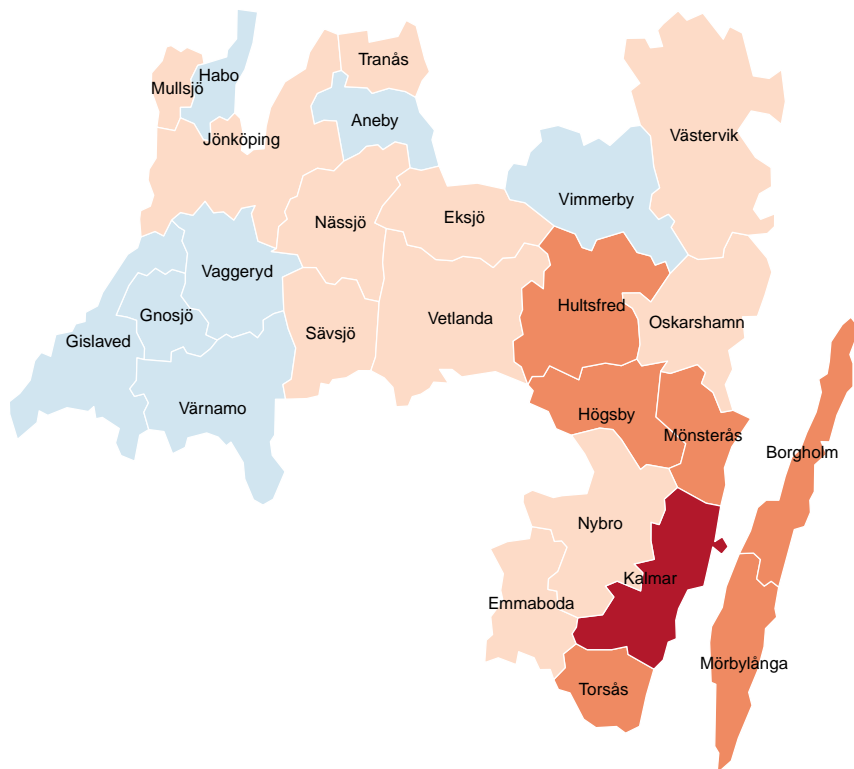 Tranås
Habo
Mullsjö
Aneby
Jönköping
Västervik
Vimmerby
Eksjö
Nässjö
Vaggeryd
Hultsfred
Gnosjö
Vetlanda
Oskarshamn
Sävsjö
Gislaved
Värnamo
Högsby
Mönsterås
Borgholm
Nybro
Kalmar
Emmaboda
Mörbylånga
Torsås